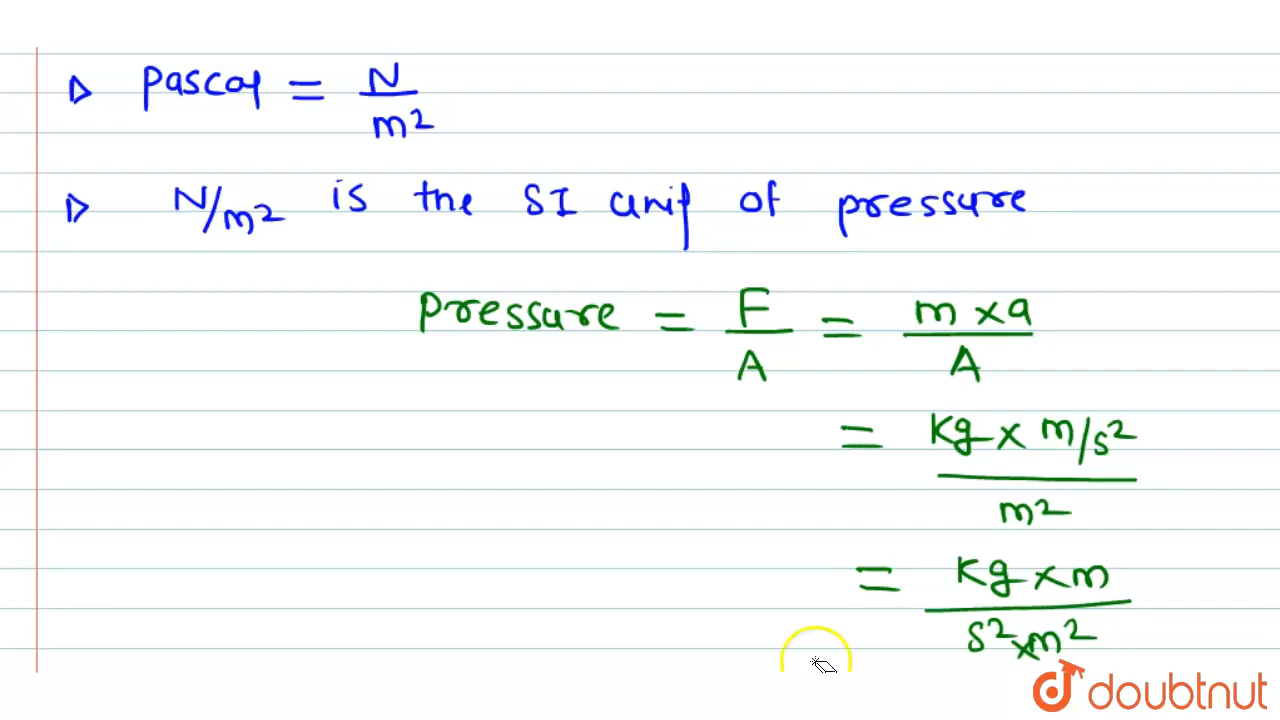 ▷ Pascal = N/m²
▷ N/m² is the SI unit of pressure
Pressure = F/A = m×a/A
= Kg × m/s²/m²
= Kg × m/s² × m²
doubtnut